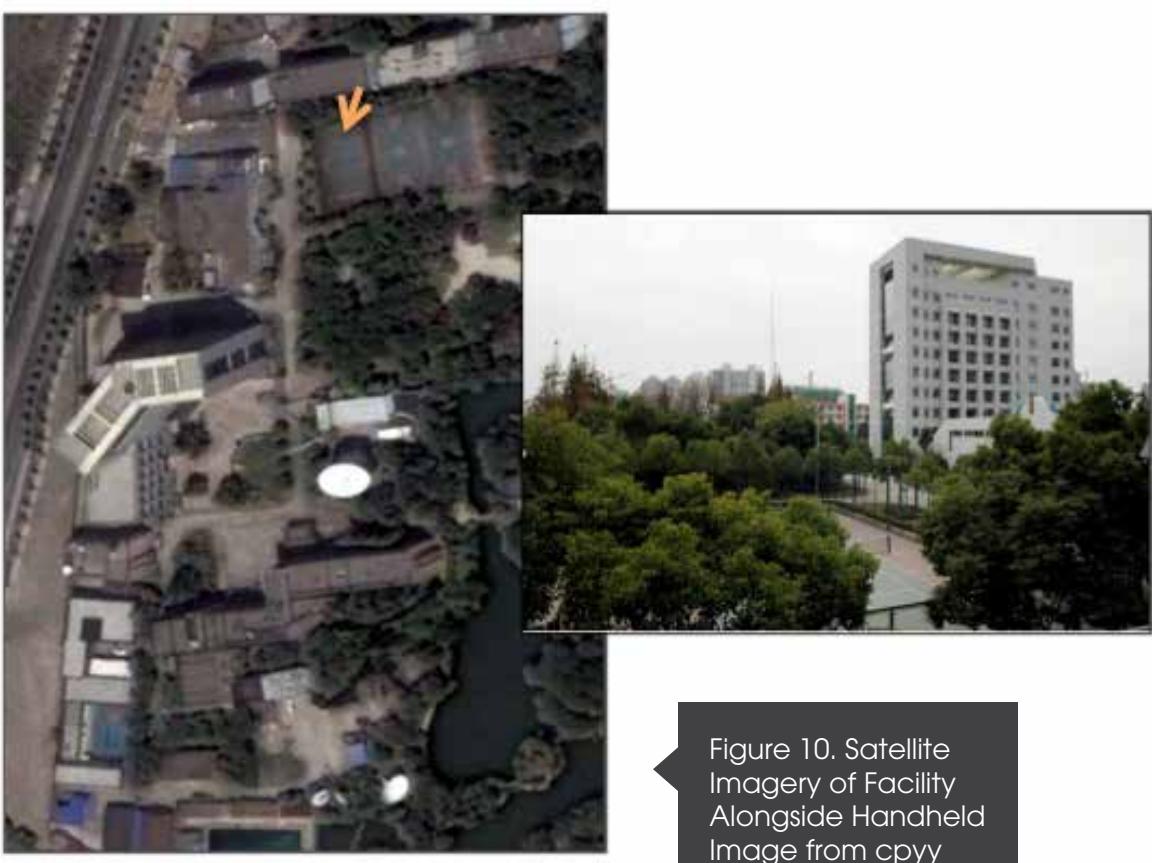 Figure 10. Satellite
Imagery of Facility
Alongside Handheld
Image from cpyy